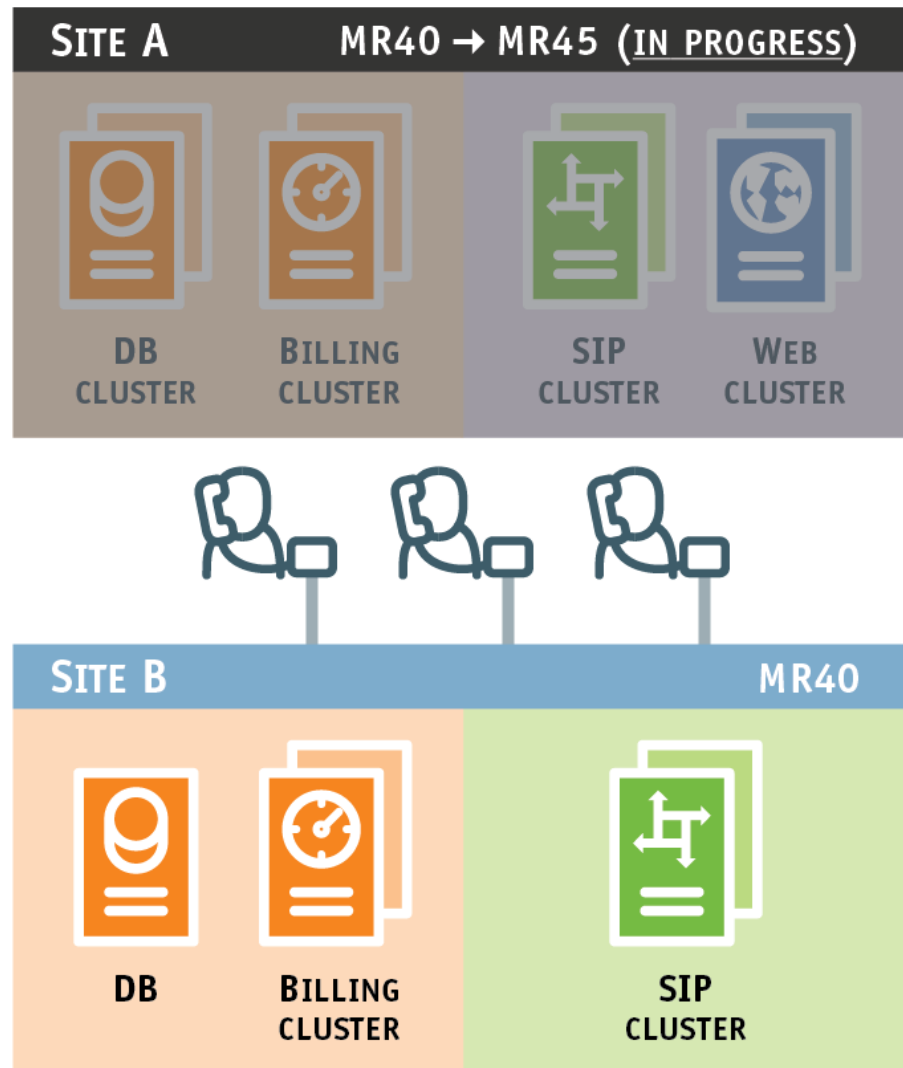 SITE A
MR40 → MR45 (IN PROGRESS)
DB
CLUSTER
BILLING
CLUSTER
SIP
CLUSTER
WEB
CLUSTER
SITE B
MR40
DB
BILLING
CLUSTER
SIP
CLUSTER